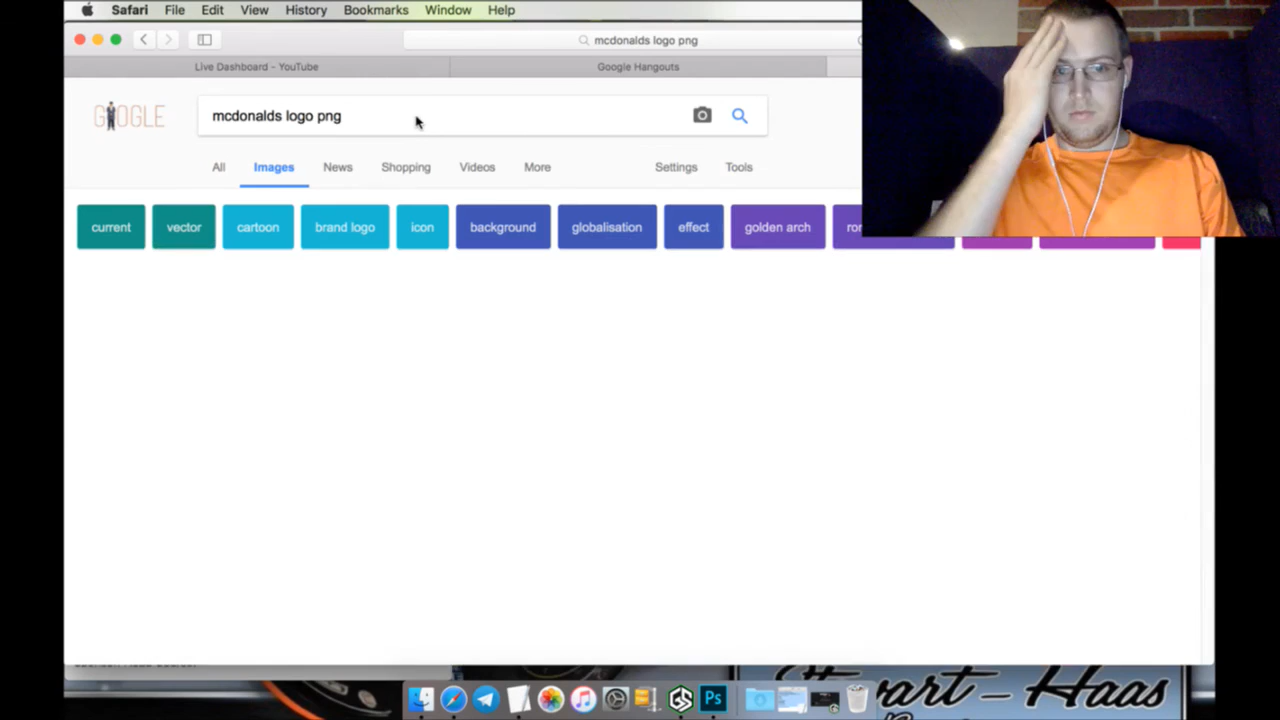 Safari File Edit View History Bookmarks Window Help
mcdonalds logo png
Live Dashboard - YouTube Google Hangouts
GOOGLE mcdonalds logo png
All Images News Shopping Videos More Settings Tools
current vector cartoon brand logo icon background globalisation effect golden arch
Ps
Haas